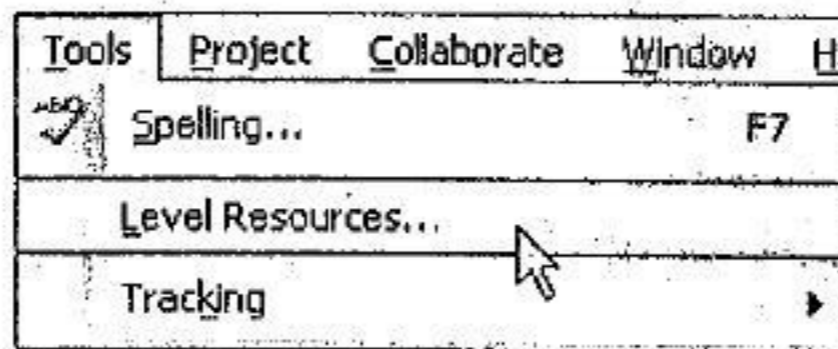 Tools Project Collaborate Window H
Spelling... F7
Level Resources...
Tracking